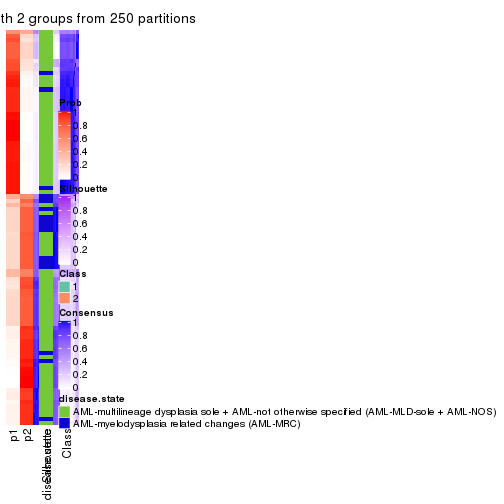 th 2 groups from 250 partitions
Prob
1
0.8
0.6
0.4
0.2
0
Silhouette
1
0.8
0.6
0.4
0.2
0
Class
1
2
Consensus
1
0.8
0.6
0.4
0.2
0
disease.state
AML-multilineage dysplasia sole + AML-not otherwise specified (AML-MLD-sole + AML-NOS)
AML-myelodysplasia related changes (AML-MRC)
p1
p2
Silhouette
disease.state
Class